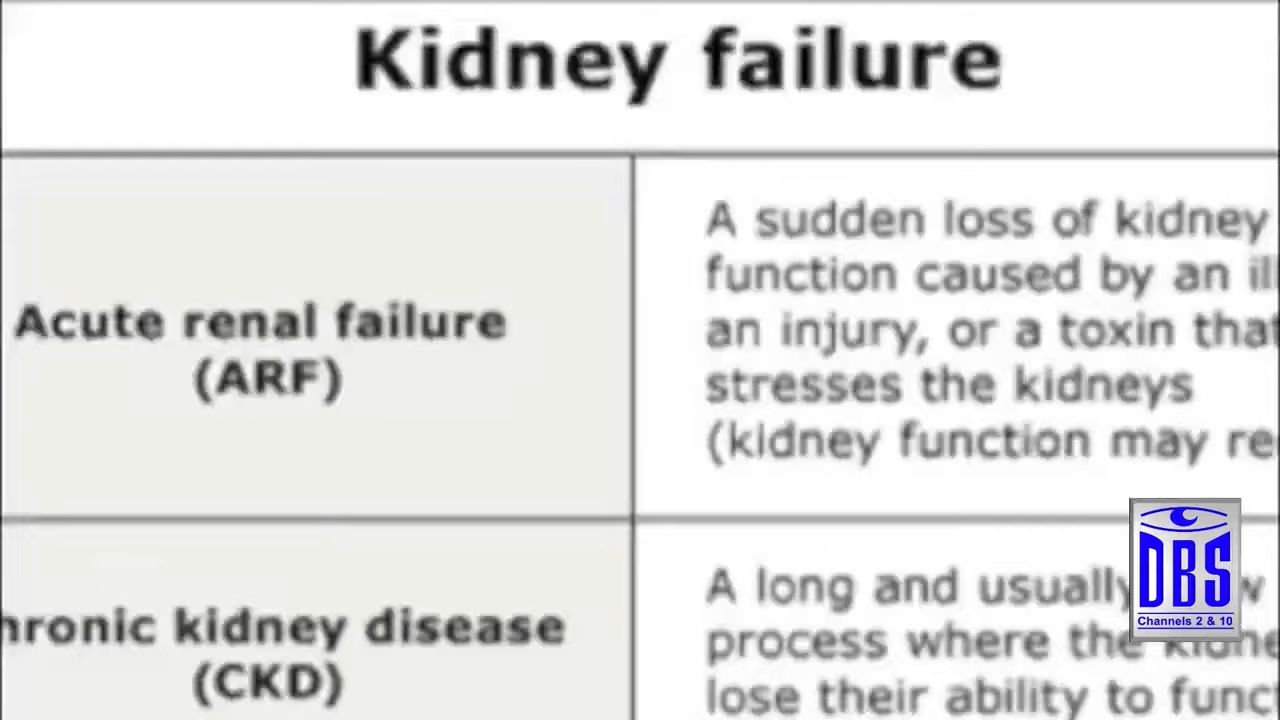 Kidney failure
Acute renal failure
(ARF)
A sudden loss of kidney
function caused by an
an injury, or a toxin that
stresses the kidneys
(kidney function may
hronic kidney disease
(CKD)
A long and usually
process where the
lose their ability to
DBS
Channels 2 & 10